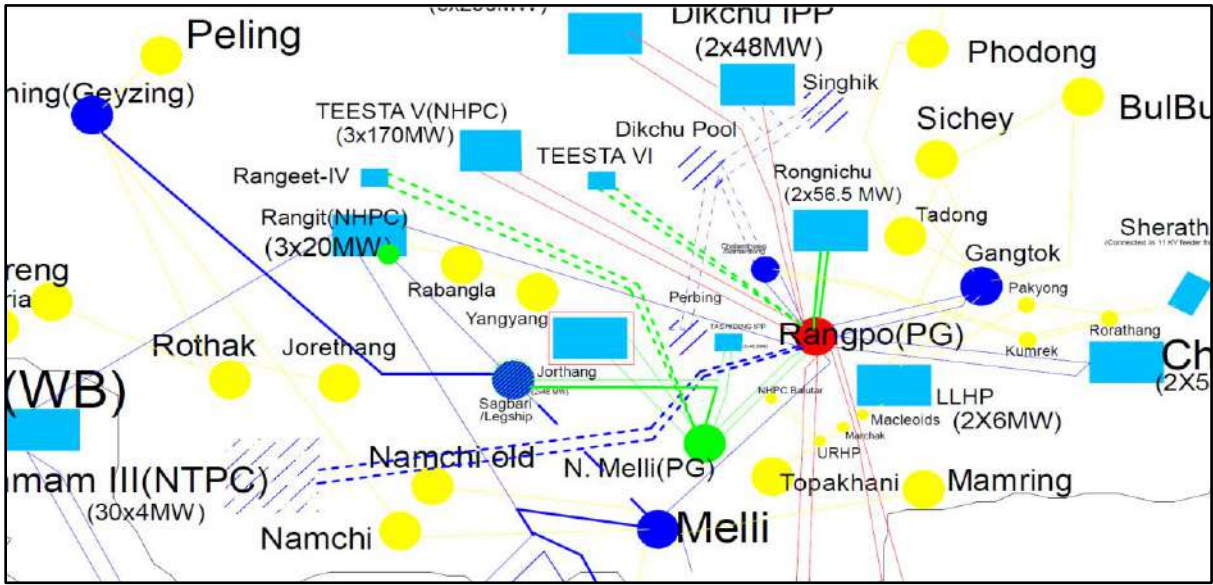 Dikchu IPP
(2x48MW)
Peling
Phodong
Singhik
ning(Geyzing)
TEESTA V(NHPC)
(3x170MW)
BulBu
Sichey
Dikchu Pool
TEESTA VI
Rangeet-IV
Rongnichu
(2x56.5 MW)
Rangit(NHPC)
(3x20MW)
Tadong
Sherath
Gangtok
reng
ria
Rabangla
Pakyong
Perbing
Yangyang
TASHIDING IPP
Rangpo(PG)
Rorathang
Rothak
Jorethang
Kumrek
Ch
(2X5
Jorthang
(WB)
NHPC Balutar
LLHP
(2X6MW)
Sagbari
/Legship
Macleoids
Marchak
URHP
Namchi old
N. Melli(PG)
mam III(NTPC)
(30x4MW)
Topakhani
Mamring
Namchi
Melli